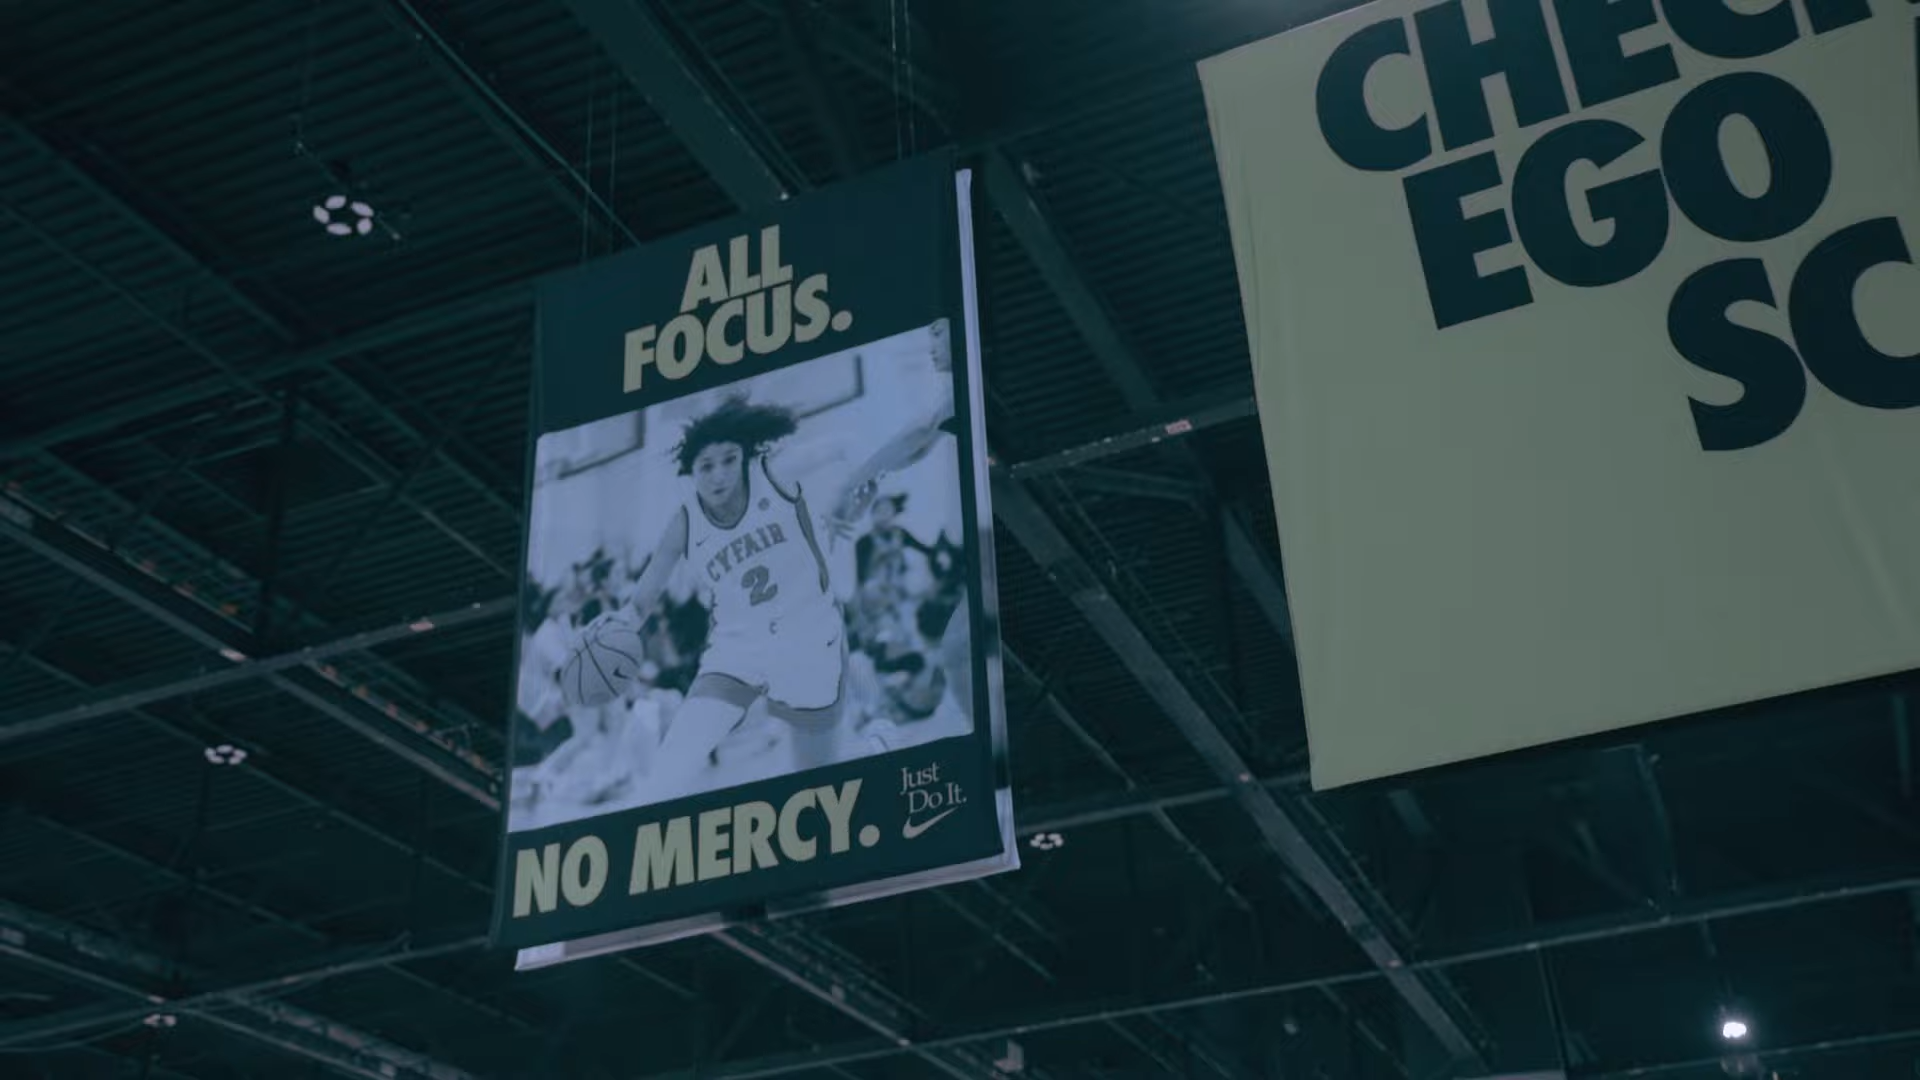 ALL
FOCUS.
CYFAIR
2
NO MERCY.
Just
Do It.
EGO